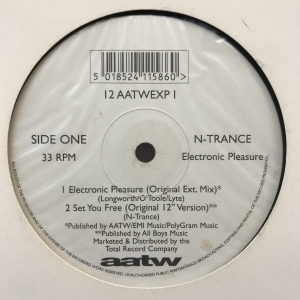 5 018524 115860 >
12 AATWEXP 1
SIDE ONE
N-TRANCE
33 RPM
Electronic Pleasure
1 Electronic Pleasure (Original Ext. Mix)*
(Longworth/O'Toole/Lyte)
2 Set You Free (Original 12" Version)**
(N-Trance)
*Published by AATW/EMI Music/PolyGram Music
**Published by All Boys Music
Marketed & Distributed by the
Total Record Company
aatw